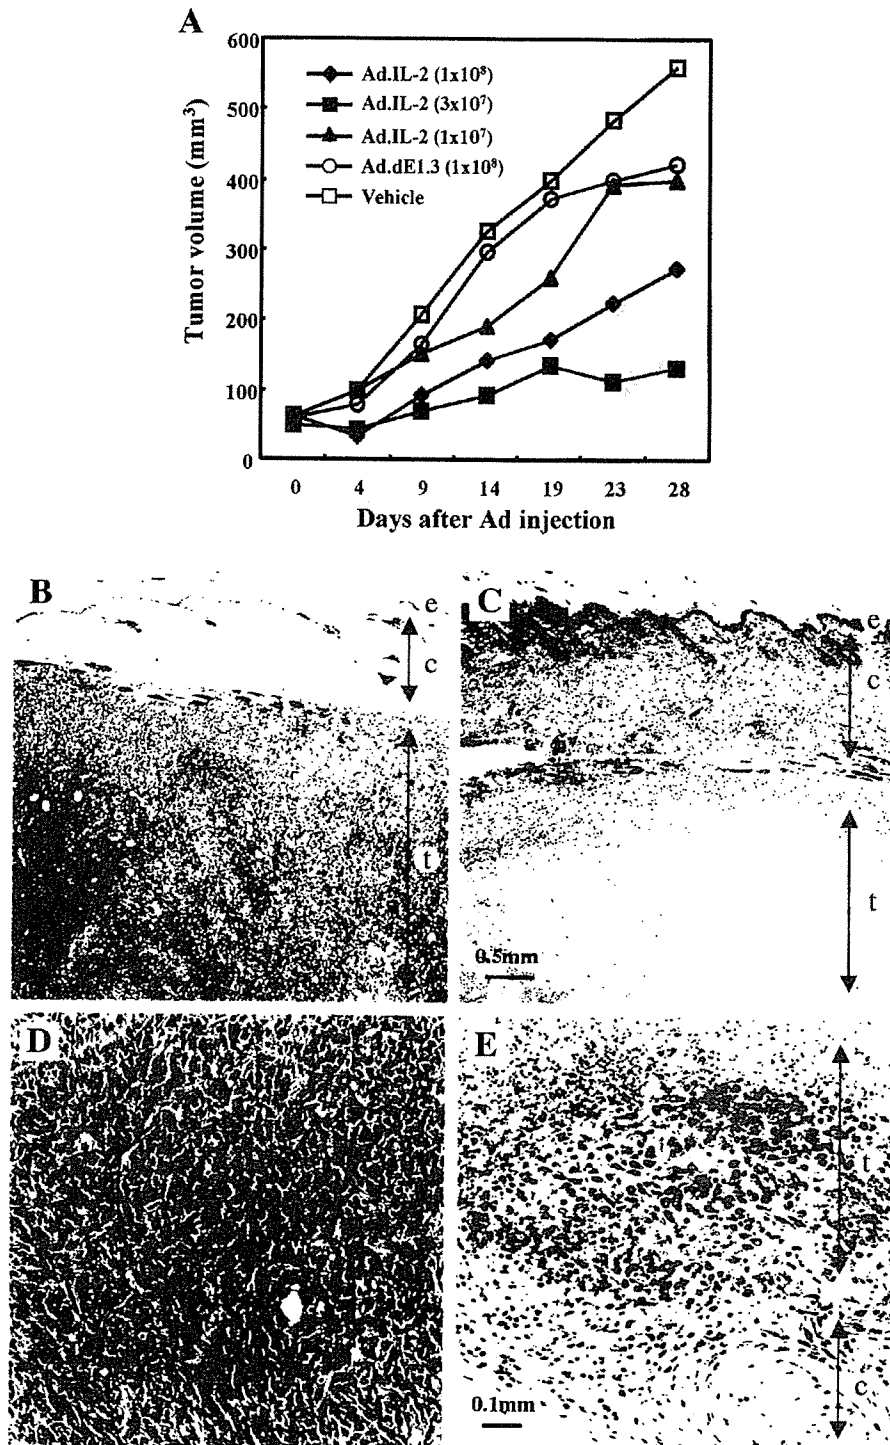 A
600
500
400
300
200
100
0
Tumor volume (mm³)
Ad.IL-2 (1x10⁸)
Ad.IL-2 (3x10⁷)
Ad.IL-2 (1x10⁷)
Ad.dE1.3 (1x10⁸)
Vehicle
0 4 9 14 19 23 28
Days after Ad injection
B
e
c
t
C
e
c
t
0.5mm
D
E
t
c
0.1mm